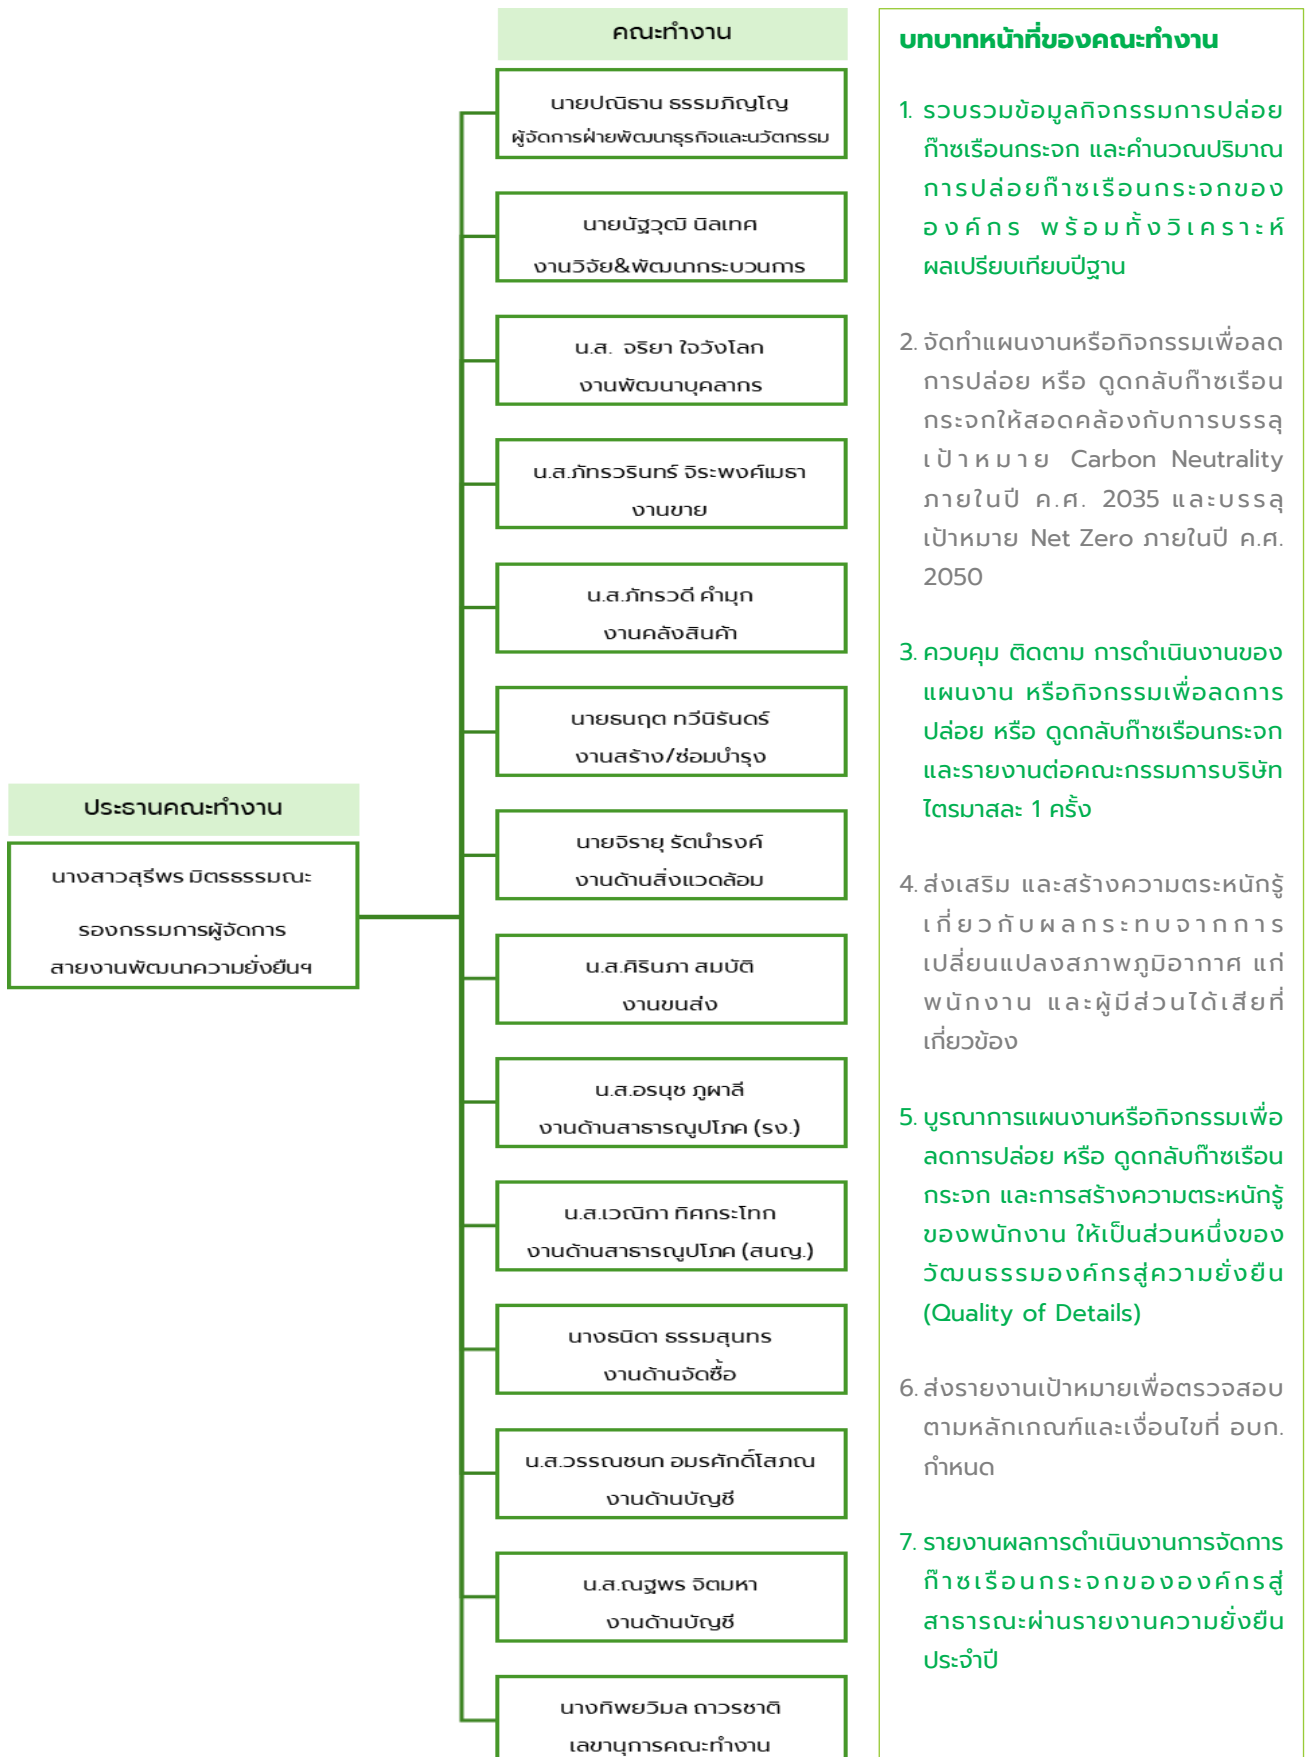 ประธานคณะทำงาน
นางสาวสุรีพร มิตรธรรมณะ
รองกรรมการผู้จัดการ
สายงานพัฒนาความยั่งยืนฯ
คณะทำงาน
นายปณิธาน ธรรมภิญโญ
ผู้จัดการฝ่ายพัฒนาธุรกิจและนวัตกรรม
นายนัฐวุฒิ นิลเทศ
งานวิจัย&พัฒนากระบวนการ
น.ส. จริยา ใจวังโลก
งานพัฒนาบุคลากร
น.ส.ภัทรวรินทร์ จิระพงศ์เมธา
งานขาย
น.ส.ภัทรวดี คำมุก
งานคลังสินค้า
นายธนฤต ทวีนิรันดร์
งานสร้าง/ซ่อมบำรุง
นายจิรายุ รัตนำรงค์
งานด้านสิ่งแวดล้อม
น.ส.ศิรินภา สมบัติ
งานขนส่ง
น.ส.อรนุช ภูผาลี
งานด้านสาธารณูปโภค (รง.)
น.ส.เวณิกา ทิศกระโทก
งานด้านสาธารณูปโภค (สนญ.)
นางธนิดา ธรรมสุนทร
งานด้านจัดซื้อ
น.ส.วรรณชนก อมรศักดิ์โสภณ
งานด้านบัญชี
น.ส.ณฐพร จิตมหา
งานด้านบัญชี
นางทิพยวิมล ถาวรชาติ
เลขานุการคณะทำงาน
บทบาทหน้าที่ของคณะทำงาน
1. รวบรวมข้อมูลกิจกรรมการปล่อย
ก๊าซเรือนกระจก และคำนวณปริมาณ
การปล่อยก๊าซเรือนกระจกของ
องค์กร พร้อมทั้งวิเคราะห์
ผลเปรียบเทียบปีฐาน
2. จัดทำแผนงานหรือกิจกรรมเพื่อลด
การปล่อย หรือ ดูดกลับก๊าซเรือน
กระจกให้สอดคล้องกับการบรรลุ
เป้าหมาย Carbon Neutrality
ภายในปี ค.ศ. 2035 และบรรลุ
เป้าหมาย Net Zero ภายในปี ค.ศ.
2050
3. ควบคุม ติดตาม การดำเนินงานของ
แผนงาน หรือกิจกรรมเพื่อลดการ
ปล่อย หรือ ดูดกลับก๊าซเรือนกระจก
และรายงานต่อคณะกรรมการบริษัท
ไตรมาสละ 1 ครั้ง
4. ส่งเสริม และสร้างความตระหนักรู้
เกี่ยวกับผลกระทบจากการ
เปลี่ยนแปลงสภาพภูมิอากาศ แก่
พนักงาน และผู้มีส่วนได้เสียที่
เกี่ยวข้อง
5. บูรณาการแผนงานหรือกิจกรรมเพื่อ
ลดการปล่อย หรือ ดูดกลับก๊าซเรือน
กระจก และการสร้างความตระหนักรู้
ของพนักงาน ให้เป็นส่วนหนึ่งของ
วัฒนธรรมองค์กรสู่ความยั่งยืน
(Quality of Details)
6. ส่งรายงานเป้าหมายเพื่อตรวจสอบ
ตามหลักเกณฑ์และเงื่อนไขที่ อบก.
กำหนด
7. รายงานผลการดำเนินงานการจัดการ
ก๊าซเรือนกระจกขององค์กรสู่
สาธารณะผ่านรายงานความยั่งยืน
ประจำปี